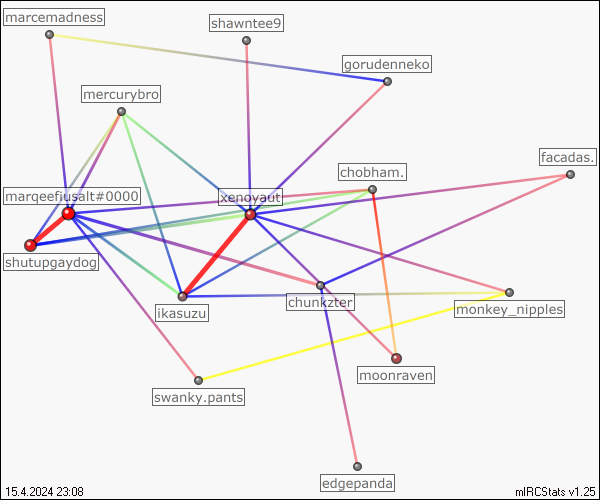 marcemadness
shawntee9
gorudenneko
mercurybro
facadas.
chobham.
marqeefiusalt#0000
xenoyaut
shutupgaydog
chunkzter
monkey_nipples
ikasuzu
moonraven
swanky.pants
edgepanda
15.4.2024 23:08
mIRCStats v1.25